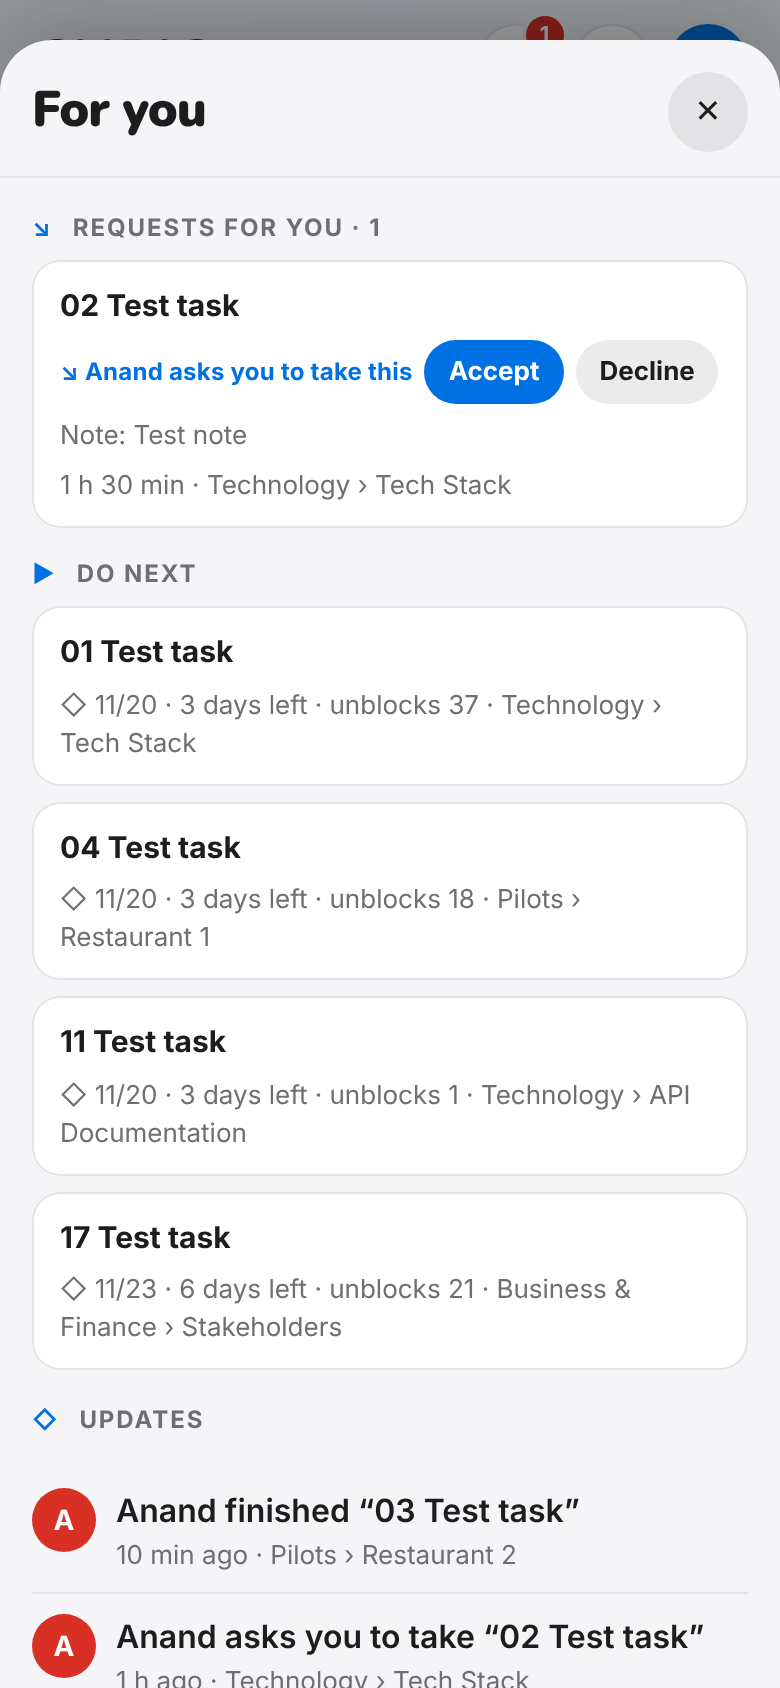 1
For you
REQUESTS FOR YOU · 1
02 Test task
Anand asks you to take this
Accept
Decline
Note: Test note
1 h 30 min · Technology › Tech Stack
DO NEXT
01 Test task
11/20 · 3 days left · unblocks 37 · Technology ›
Tech Stack
04 Test task
11/20 · 3 days left · unblocks 18 · Pilots ›
Restaurant 1
11 Test task
11/20 · 3 days left · unblocks 1 · Technology › API
Documentation
17 Test task
11/23 · 6 days left · unblocks 21 · Business &
Finance › Stakeholders
UPDATES
A
Anand finished “03 Test task”
10 min ago · Pilots › Restaurant 2
A
Anand asks you to take “02 Test task”
1 h ago · Technology › Tech Stack